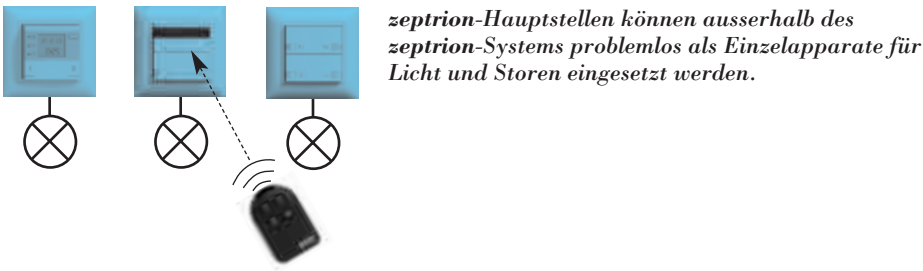 zeptrion-Hauptstellen können ausserhalb des
zeptrion-Systems problemlos als Einzelapparate für
Licht und Storen eingesetzt werden.